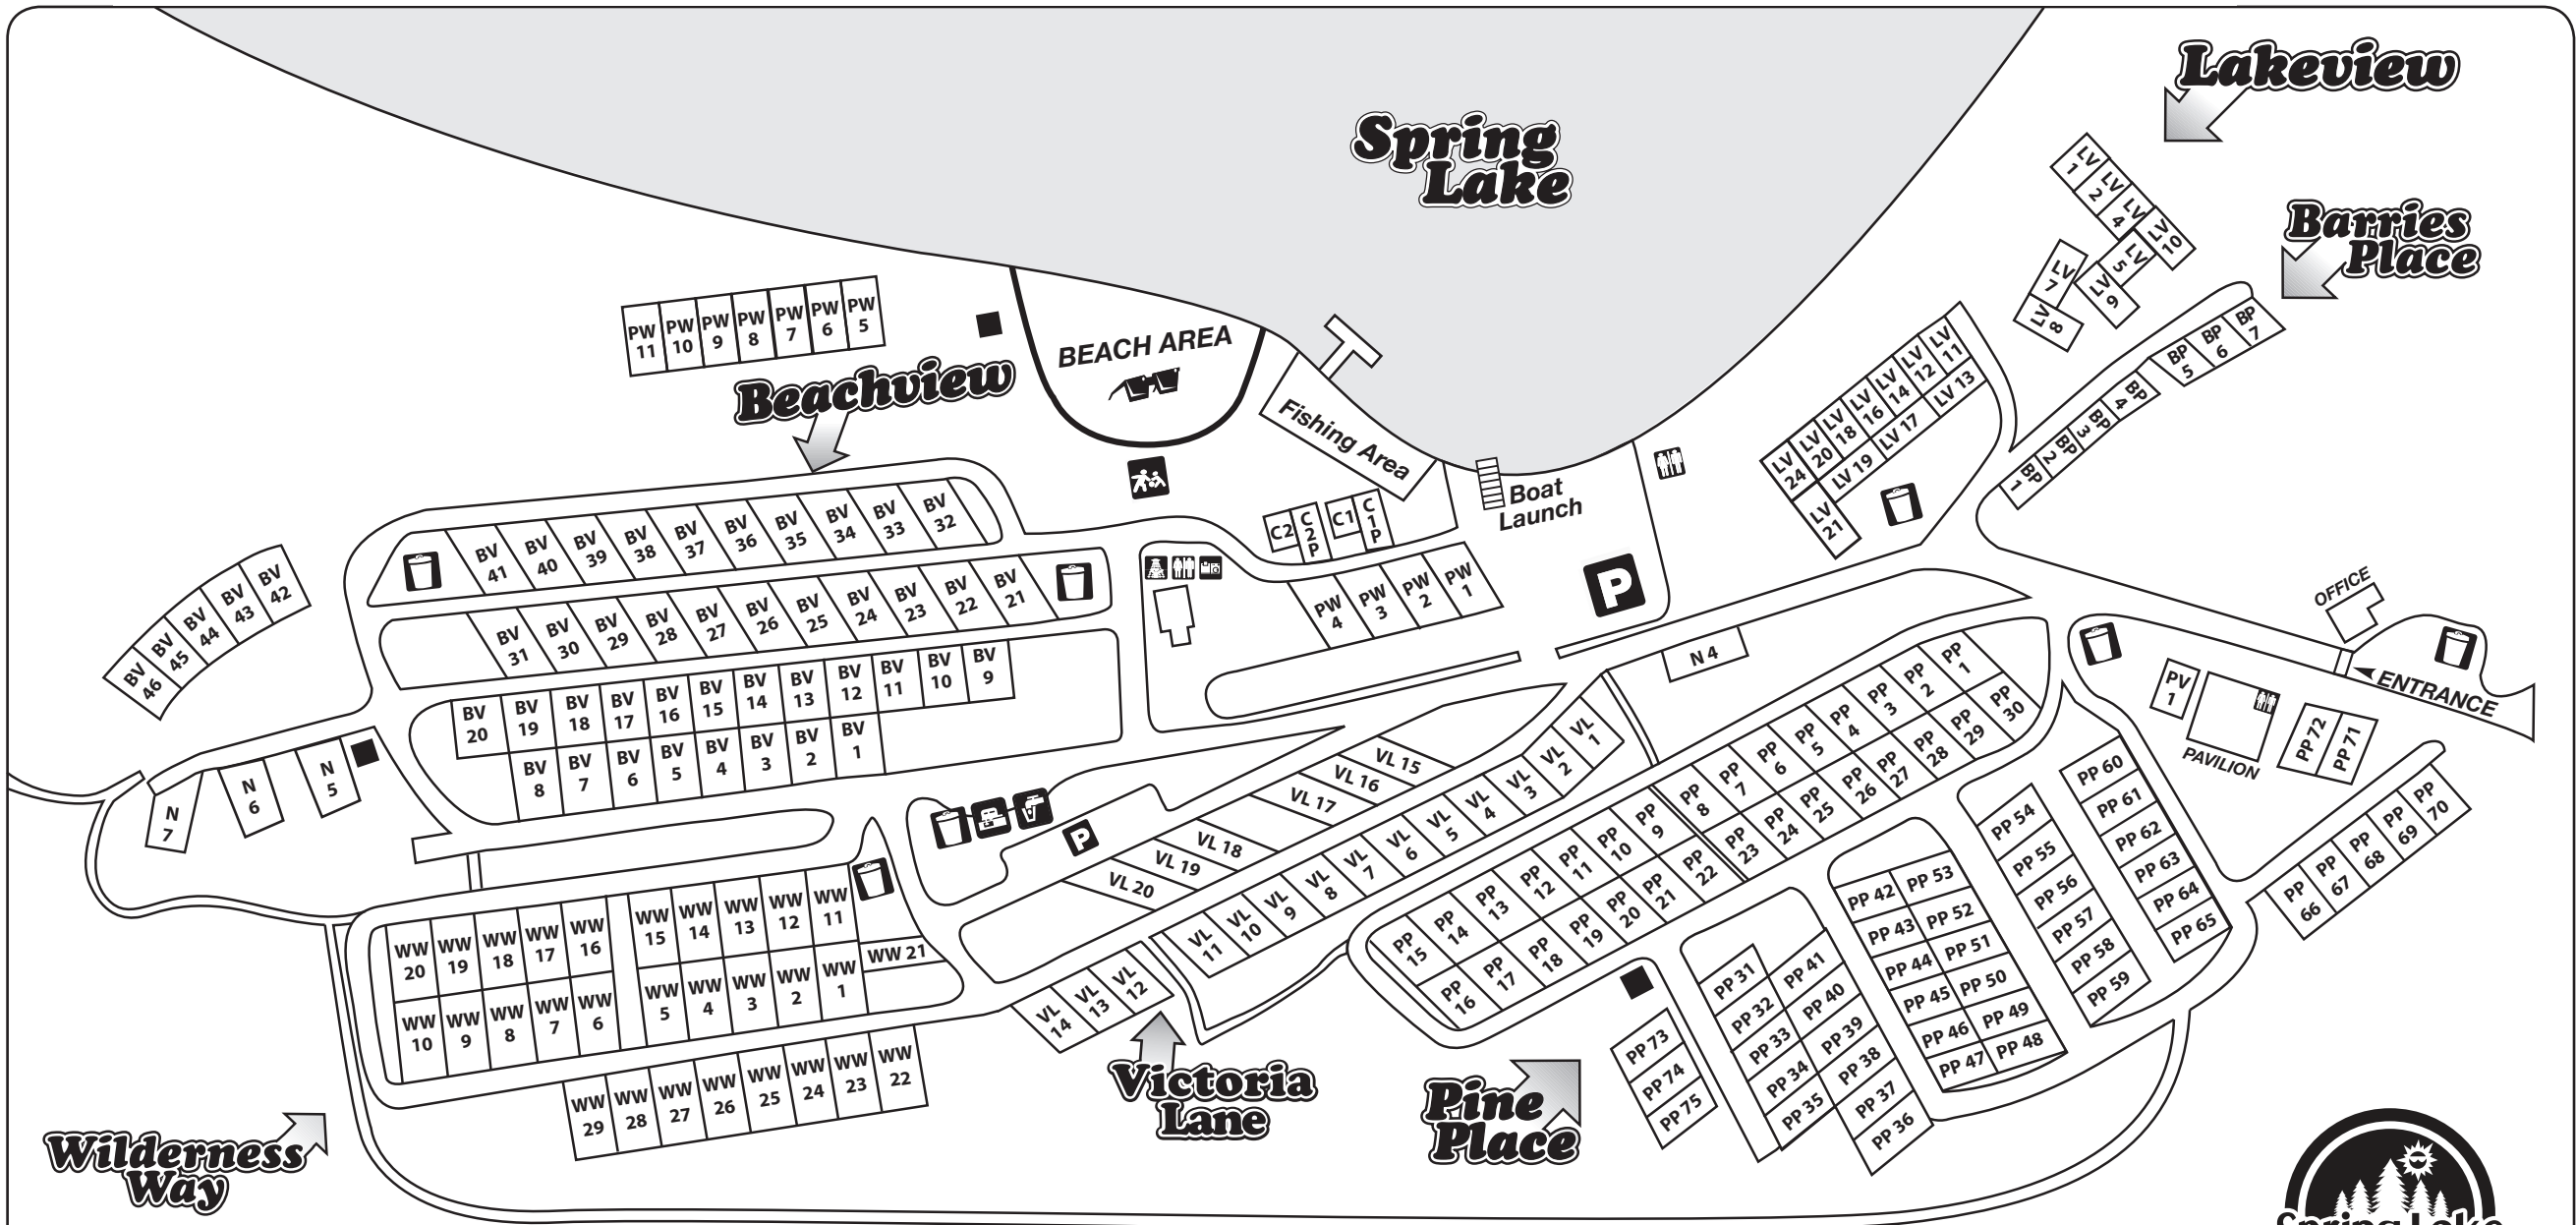 Lakeview
Spring
Lake
Barries
Place
LV
1
LV
2
LV
4
LV
10
LV
5
LV
7
LV
9
LV
8
BP
7
BP
6
BP
5
BP
4
BP
3
BP
2
BP
1
PW
11
PW
10
PW
9
PW
8
PW
7
PW
6
PW
5
BEACH AREA
Beachview
Fishing Area
Boat
Launch
LV
11
LV
12
LV
14
LV
16
LV
18
LV
20
LV
24
LV 13
LV 17
LV 19
LV
21
C2
C
2
P
C1
C
1
P
BV
41
BV
40
BV
39
BV
38
BV
37
BV
36
BV
35
BV
34
BV
33
BV
32
BV
46
BV
45
BV
44
BV
43
BV
42
BV
31
BV
30
BV
29
BV
28
BV
27
BV
26
BV
25
BV
24
BV
23
BV
22
BV
21
PW
4
PW
3
PW
2
PW
1
P
OFFICE
ENTRANCE
BV
20
BV
19
BV
18
BV
17
BV
16
BV
15
BV
14
BV
13
BV
12
BV
11
BV
10
BV
9
BV
8
BV
7
BV
6
BV
5
BV
4
BV
3
BV
2
BV
1
N 4
PV
1
PAVILION
PP 72
PP 71
N
7
N
6
N
5
VL 15
VL 16
VL 17
VL 18
VL 19
VL 20
P
VL
1
VL
2
VL
3
VL
4
VL
5
VL
6
VL
7
VL
8
VL
9
VL
10
VL
11
VL
12
VL
13
VL
14
PP
1
PP
2
PP
3
PP
4
PP
5
PP
6
PP
7
PP
8
PP
9
PP
10
PP
11
PP
12
PP
13
PP
14
PP
15
PP
16
PP
17
PP
18
PP
19
PP
20
PP
21
PP
22
PP
23
PP
24
PP
25
PP
26
PP
27
PP
28
PP
29
PP
30
PP 60
PP 61
PP 62
PP 63
PP 64
PP 65
PP
66
PP
67
PP
68
PP
69
PP
70
PP 54
PP 55
PP 56
PP 57
PP 58
PP 59
PP 42
PP 53
PP 43
PP 52
PP 44
PP 51
PP 45
PP 50
PP 46
PP 49
PP 47
PP 48
PP 31
PP 41
PP 32
PP 40
PP 33
PP 39
PP 34
PP 38
PP 35
PP 37
PP 36
PP 73
PP 74
PP 75
WW
20
WW
19
WW
18
WW
17
WW
16
WW
15
WW
14
WW
13
WW
12
WW
11
WW 21
WW
10
WW
9
WW
8
WW
7
WW
6
WW
5
WW
4
WW
3
WW
2
WW
1
WW
29
WW
28
WW
27
WW
26
WW
25
WW
24
WW
23
WW
22
Wilderness
Way
Victoria
Lane
Pine
Place
Spring Lake